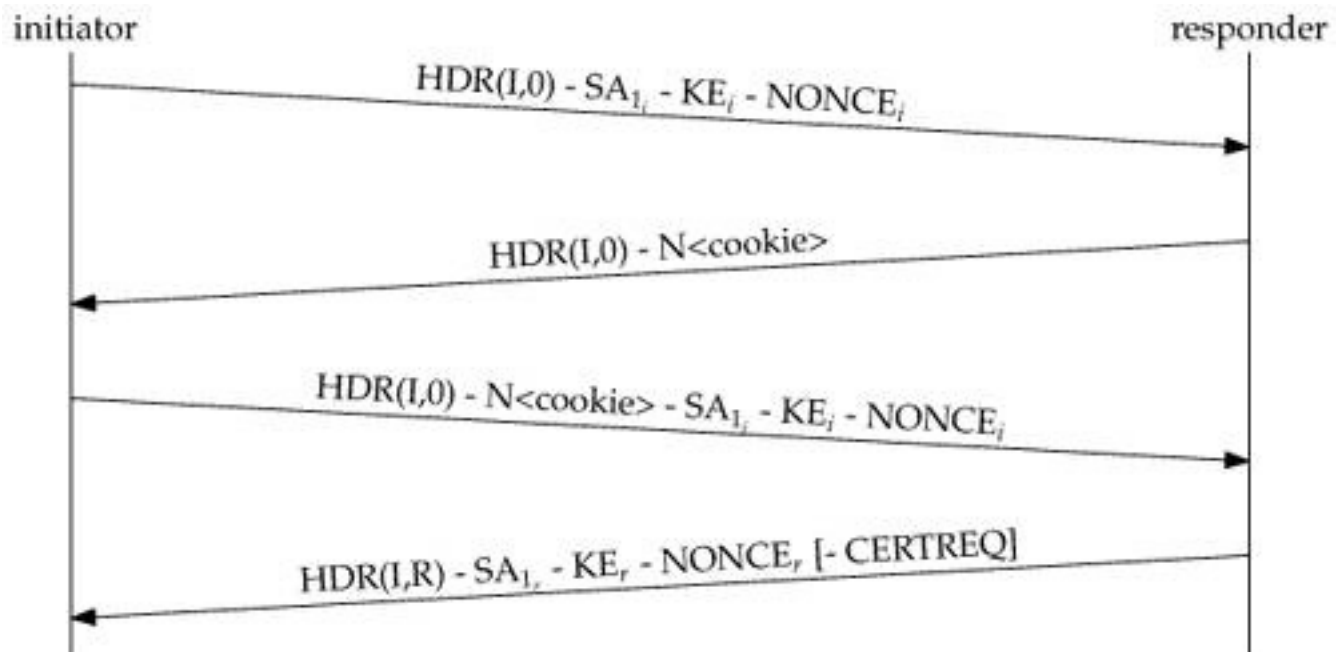 initiator
responder
HDR(I,0) - SA₁ᵢ - KEᵢ - NONCEᵢ
HDR(I,0) - N<cookie>
HDR(I,0) - N<cookie> - SA₁ᵢ - KEᵢ - NONCEᵢ
HDR(I,R) - SA₁ᵣ - KEᵣ - NONCEᵣ [- CERTREQ]